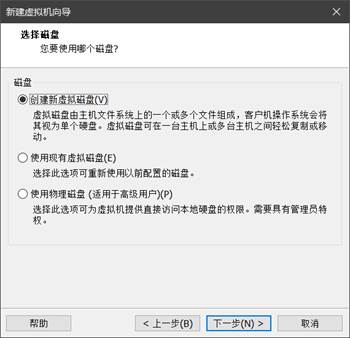 新建虚拟机向导
选择磁盘
您要使用哪个磁盘?
磁盘
创建新虚拟磁盘(V)
虚拟磁盘由主机文件系统上的一个或多个文件组成，客户机操作系统会将
其视为单个硬盘。虚拟磁盘可在一台主机上或多台主机之间轻松复制或移
动。
使用现有虚拟磁盘(E)
选择此选项可重新使用以前配置的磁盘。
使用物理磁盘 (适用于高级用户)(P)
选择此选项可为虚拟机提供直接访问本地硬盘的权限。需要具有管理员特
权。
帮助
< 上一步(B)
下一步(N) >
取消